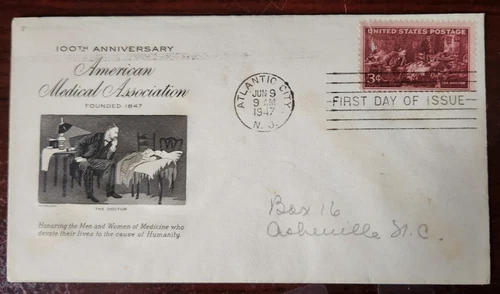 100TH ANNIVERSARY
American
Medical Association
FOUNDED 1847
THE DOCTOR
Honoring the Men and Women of Medicine who
devote their lives to the cause of Humanity.
UNITED STATES POSTAGE
3¢
ATLANTIC CITY
JUN 9
9 AM
1947
N. J.
FIRST DAY OF ISSUE
Box 16
Asheville N.C.